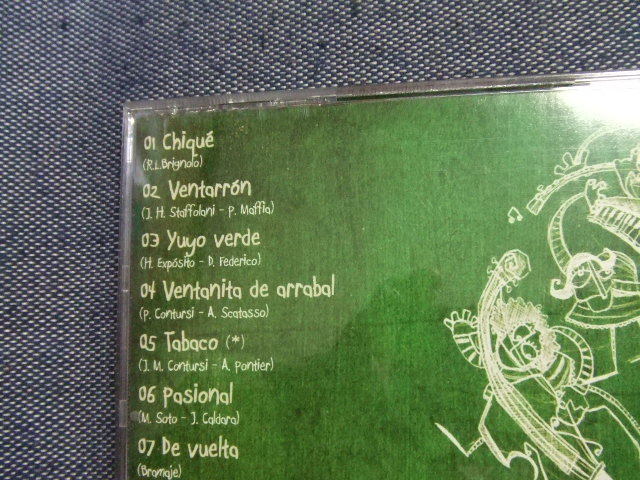 01 Chiqué
(R.L.Brignolo)
02 Ventarrón
(J. H. Staffolani - P. Maffia)
03 Yuyo verde
(H. Expósito - D. Federico)
04 Ventanita de arrabal
(P. Contursi - A. Scatasso)
05 Tabaco (*)
(J. M. Contursi - A. Pontier)
06 Pasional
(M. Soto - J. Caldara)
07 De vuelta
(Bramaje)